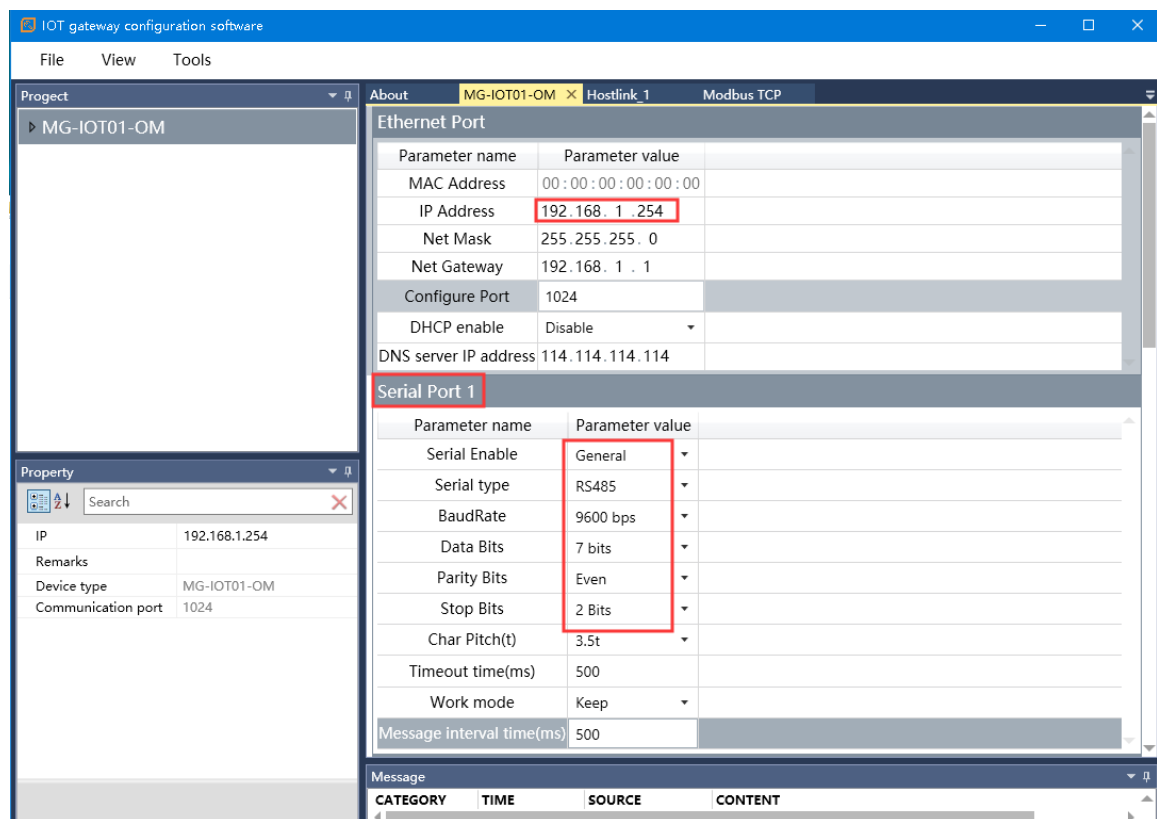 IOT gateway configuration software
File View Tools
Progect
MG-IOT01-OM
About MG-IOT01-OM Hostlink_1 Modbus TCP
Ethernet Port
Parameter name Parameter value
MAC Address 00:00:00:00:00:00
IP Address 192.168. 1 .254
Net Mask 255.255.255. 0
Net Gateway 192.168. 1 . 1
Configure Port 1024
DHCP enable Disable
DNS server IP address 114.114.114.114
Serial Port 1
Parameter name Parameter value
Serial Enable General
Serial type RS485
BaudRate 9600 bps
Data Bits 7 bits
Parity Bits Even
Stop Bits 2 Bits
Char Pitch(t) 3.5t
Timeout time(ms) 500
Work mode Keep
Message interval time(ms) 500
Property
A Z Search
IP 192.168.1.254
Remarks
Device type MG-IOT01-OM
Communication port 1024
Message
CATEGORY TIME SOURCE CONTENT